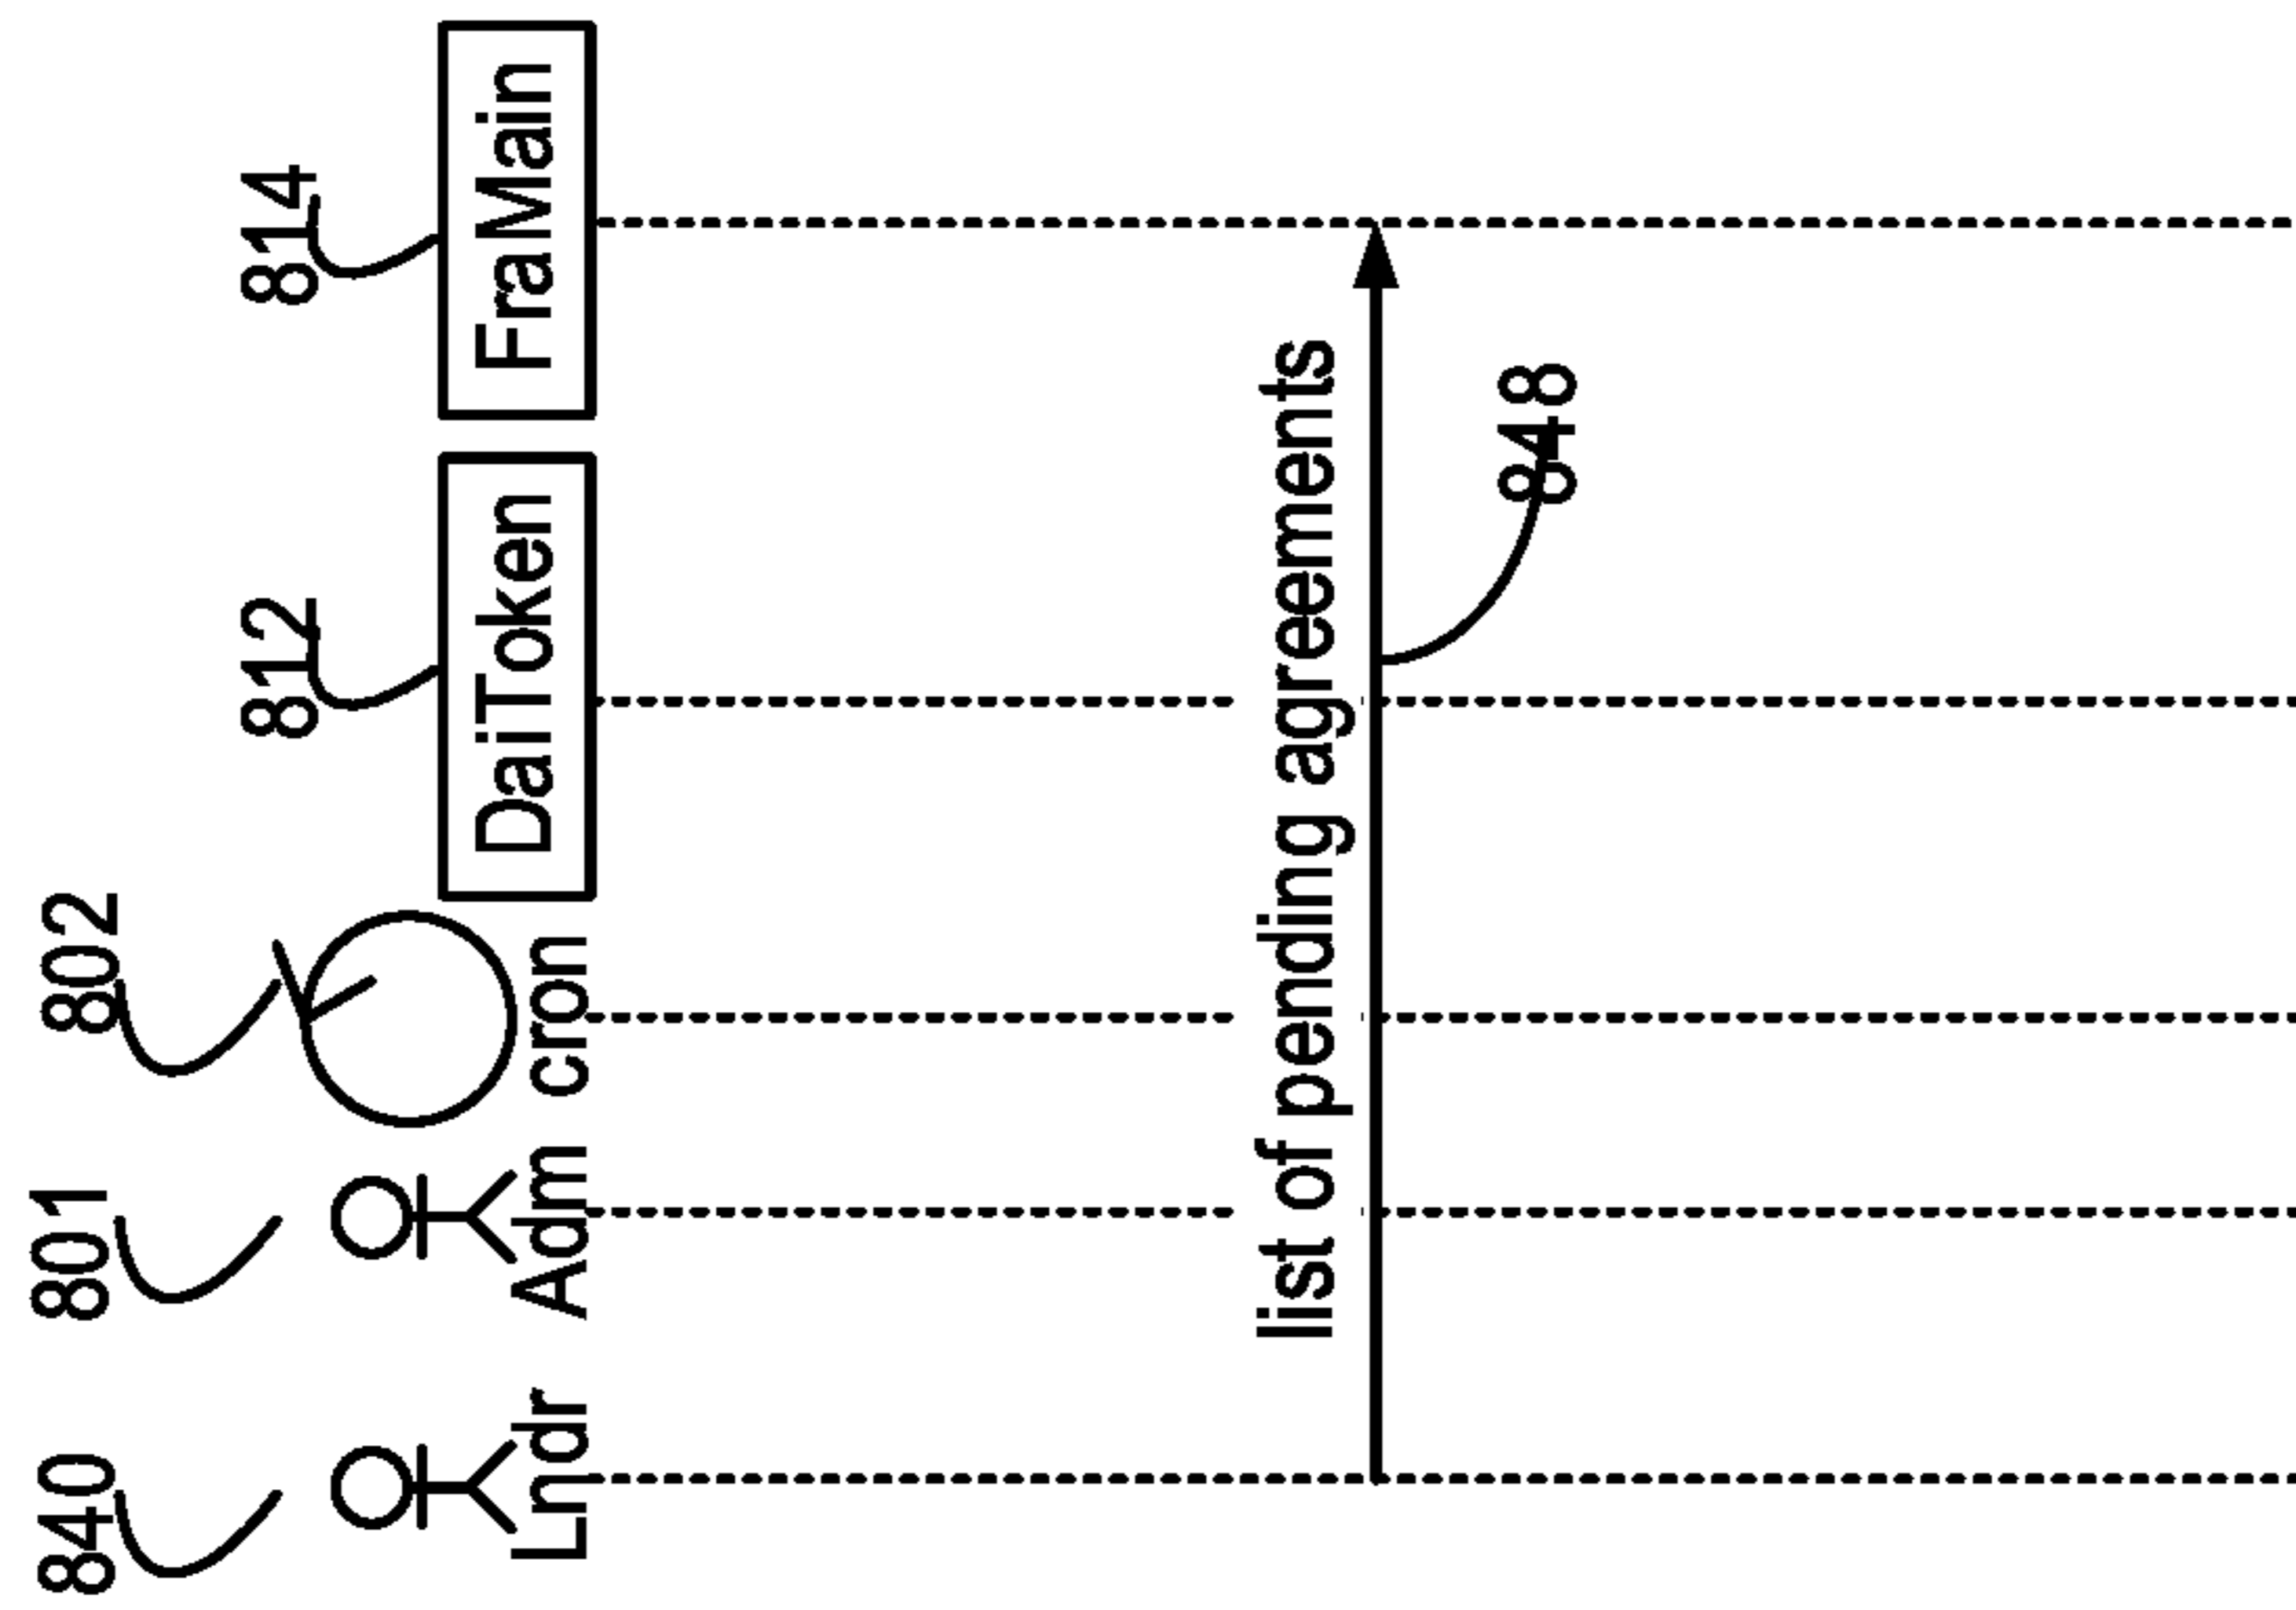 840
801
802
812
814
Lndr
Adm
cron
DaiToken
FraMain
list of pending agreements
848